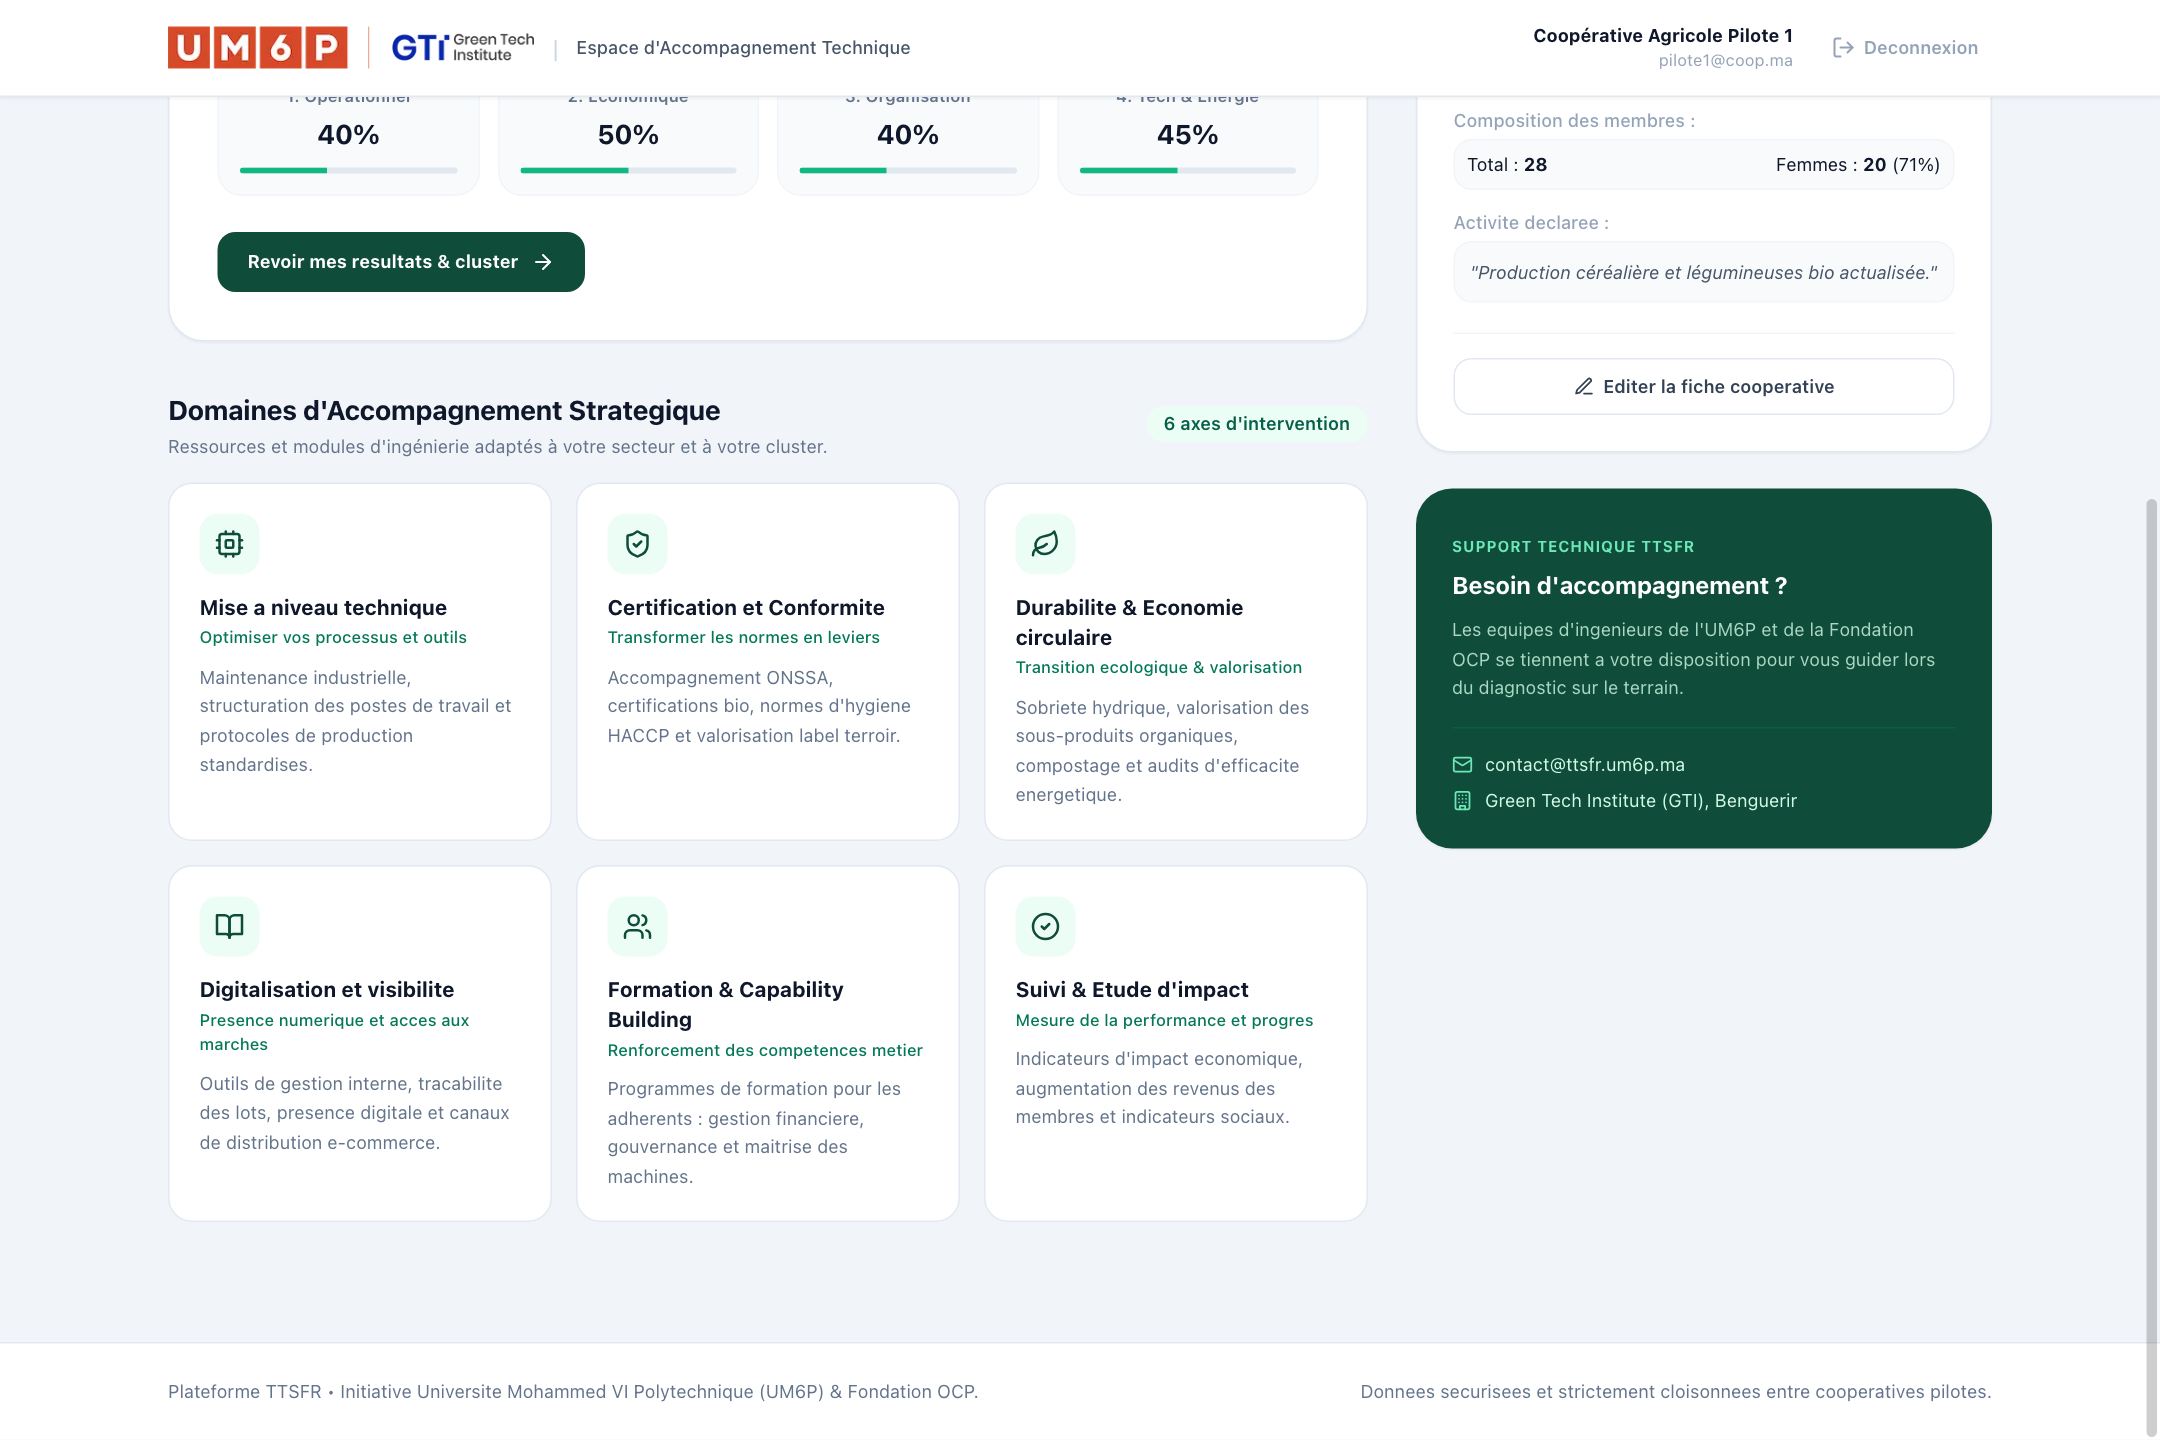 UM6P
GTi Green Tech Institute
Espace d'Accompagnement Technique
Coopérative Agricole Pilote 1
pilote1@coop.ma
Deconnexion
1. Operationnel
2. Economique
3. Organisation
4. Tech & Energie
40%
50%
40%
45%
Revoir mes resultats & cluster
Composition des membres :
Total : 28
Femmes : 20 (71%)
Activite declaree :
"Production céréalière et légumineuses bio actualisée."
Editer la fiche cooperative
Domaines d'Accompagnement Strategique
Ressources et modules d'ingénierie adaptés à votre secteur et à votre cluster.
6 axes d'intervention
Mise a niveau technique
Optimiser vos processus et outils
Maintenance industrielle,
structuration des postes de travail et
protocoles de production
standardises.
Certification et Conformite
Transformer les normes en leviers
Accompagnement ONSSA,
certifications bio, normes d'hygiene
HACCP et valorisation label terroir.
Durabilite & Economie
circulaire
Transition ecologique & valorisation
Sobriete hydrique, valorisation des
sous-produits organiques,
compostage et audits d'efficacite
energetique.
Digitalisation et visibilite
Presence numerique et acces aux
marches
Outils de gestion interne, tracabilite
des lots, presence digitale et canaux
de distribution e-commerce.
Formation & Capability
Building
Renforcement des competences metier
Programmes de formation pour les
adherents : gestion financiere,
gouvernance et maitrise des
machines.
Suivi & Etude d'impact
Mesure de la performance et progres
Indicateurs d'impact economique,
augmentation des revenus des
membres et indicateurs sociaux.
SUPPORT TECHNIQUE TTSFR
Besoin d'accompagnement ?
Les equipes d'ingenieurs de l'UM6P et de la Fondation
OCP se tiennent a votre disposition pour vous guider lors
du diagnostic sur le terrain.
contact@ttsfr.um6p.ma
Green Tech Institute (GTI), Benguerir
Plateforme TTSFR • Initiative Universite Mohammed VI Polytechnique (UM6P) & Fondation OCP.
Donnees securisees et strictement cloisonnees entre cooperatives pilotes.